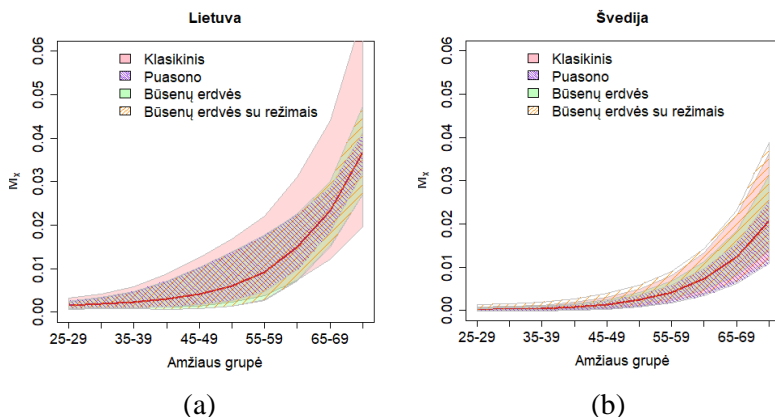 Lietuva
0.06
0.05
0.04
0.03
0.02
0.01
0.00
Mx
Klasikinis
Puasono
Būsenų erdvės
Būsenų erdvės su režimais
25-29
35-39
45-49
55-59
65-69
Amžiaus grupė
(a)
Švedija
0.06
0.05
0.04
0.03
0.02
0.01
0.00
Mx
Klasikinis
Puasono
Būsenų erdvės
Būsenų erdvės su režimais
25-29
35-39
45-49
55-59
65-69
Amžiaus grupė
(b)